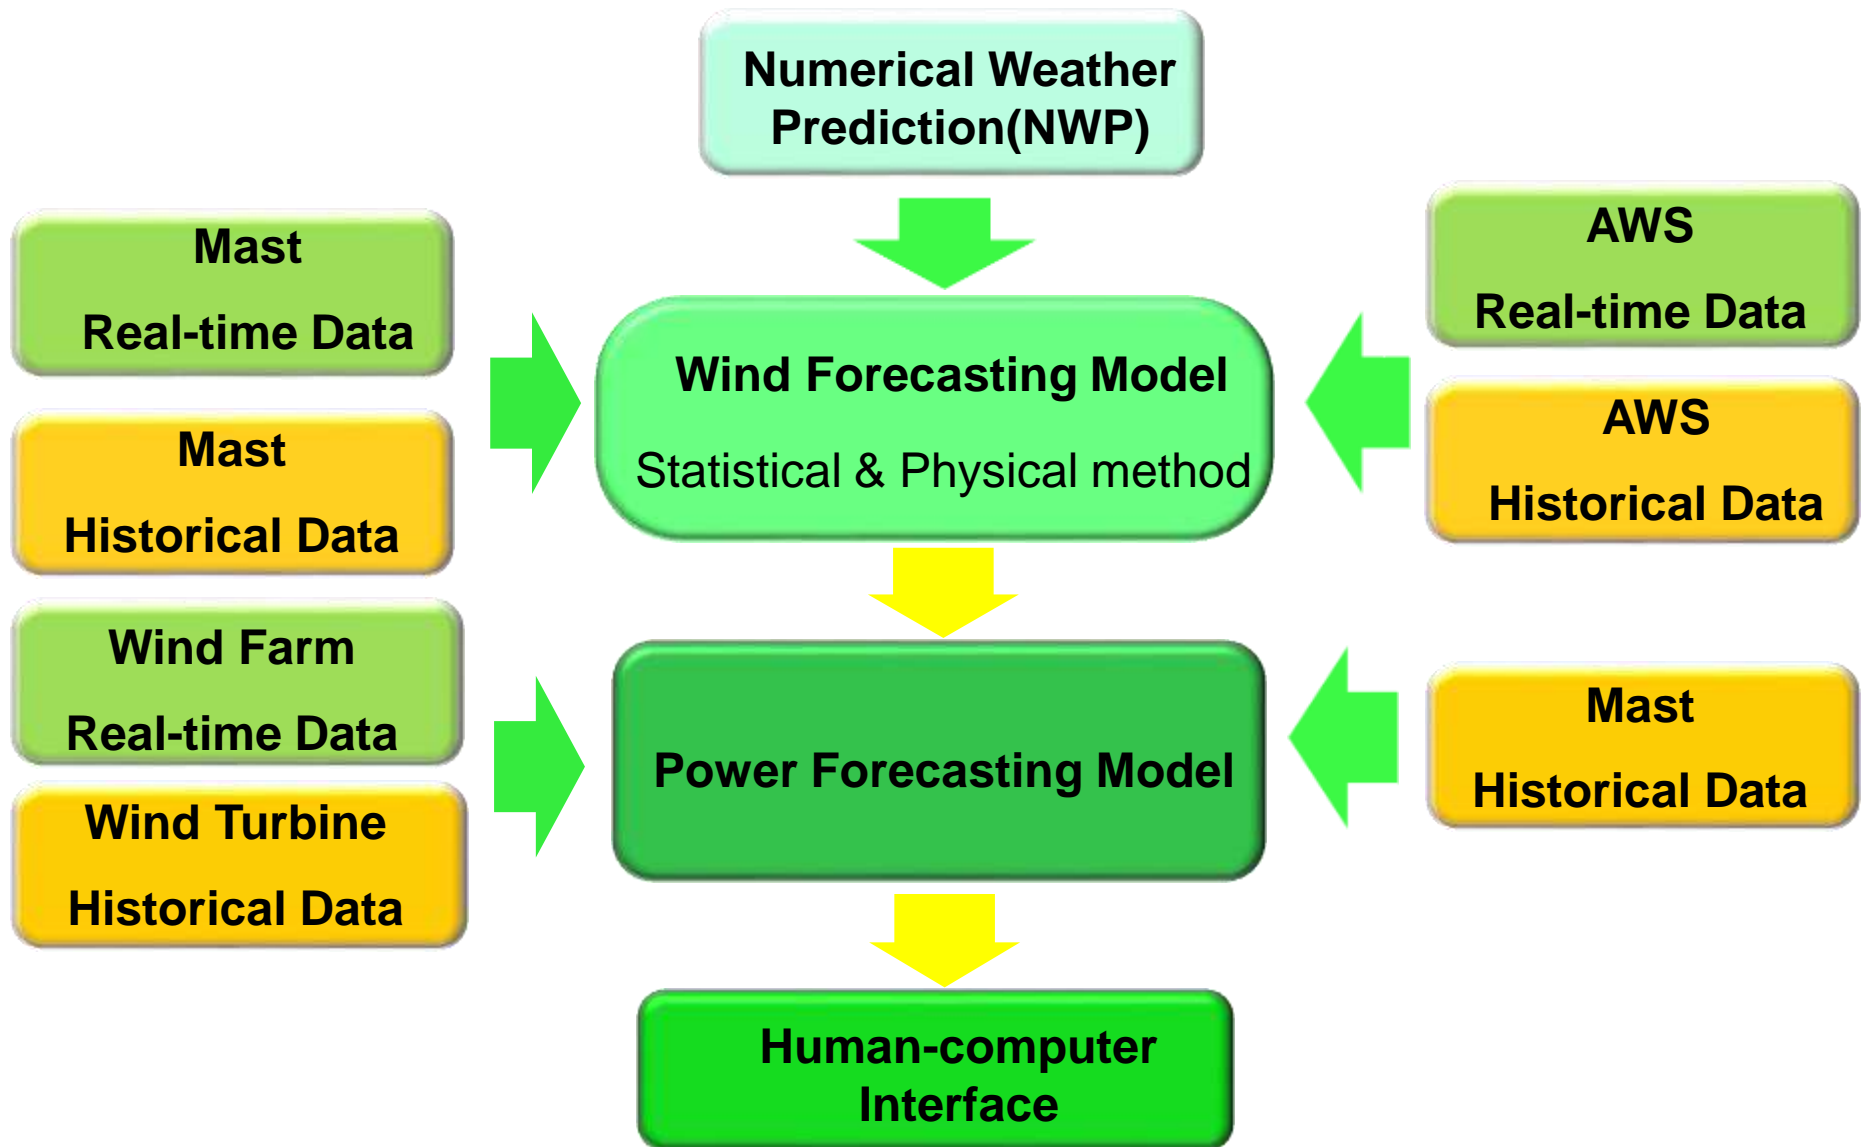 Numerical Weather
Prediction(NWP)
Mast
Real-time Data
Mast
Historical Data
AWS
Real-time Data
AWS
Historical Data
Wind Forecasting Model
Statistical & Physical method
Wind Farm
Real-time Data
Wind Turbine
Historical Data
Power Forecasting Model
Mast
Historical Data
Human-computer
Interface